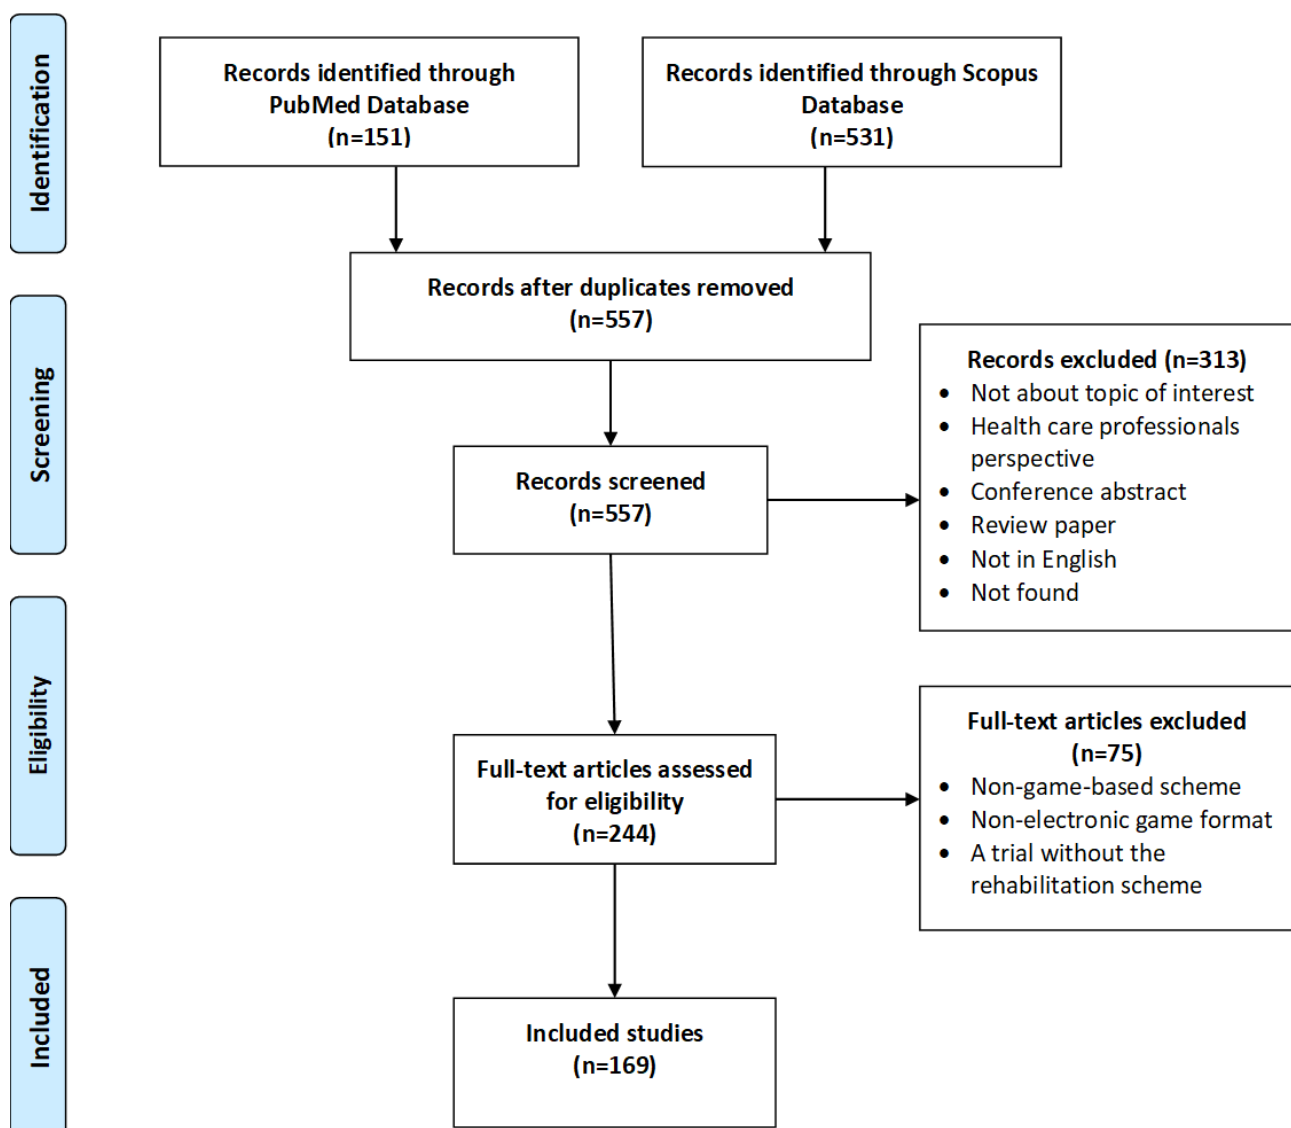 Identification
Records identified through
PubMed Database
(n=151)
Records identified through Scopus
Database
(n=531)
Screening
Records after duplicates removed
(n=557)
Records screened
(n=557)
Records excluded (n=313)
• Not about topic of interest
• Health care professionals
perspective
• Conference abstract
• Review paper
• Not in English
• Not found
Eligibility
Full-text articles assessed
for eligibility
(n=244)
Full-text articles excluded
(n=75)
• Non-game-based scheme
• Non-electronic game format
• A trial without the
rehabilitation scheme
Included
Included studies
(n=169)